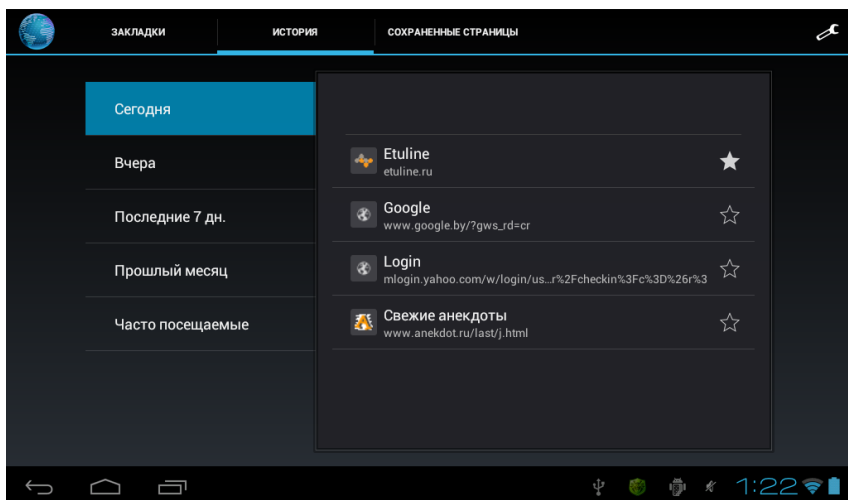 ЗАКЛАДКИ
ИСТОРИЯ
СОХРАНЕННЫЕ СТРАНИЦЫ
Сегодня
Вчера
Последние 7 дн.
Прошлый месяц
Часто посещаемые
Etuline
etuline.ru
Google
www.google.by/?gws_rd=cr
Login
mlogin.yahoo.com/w/login/us...r%2Fcheckin%3Fc%3D%26r%3
Свежие анекдоты
www.anekdot.ru/last/j.html
1:22